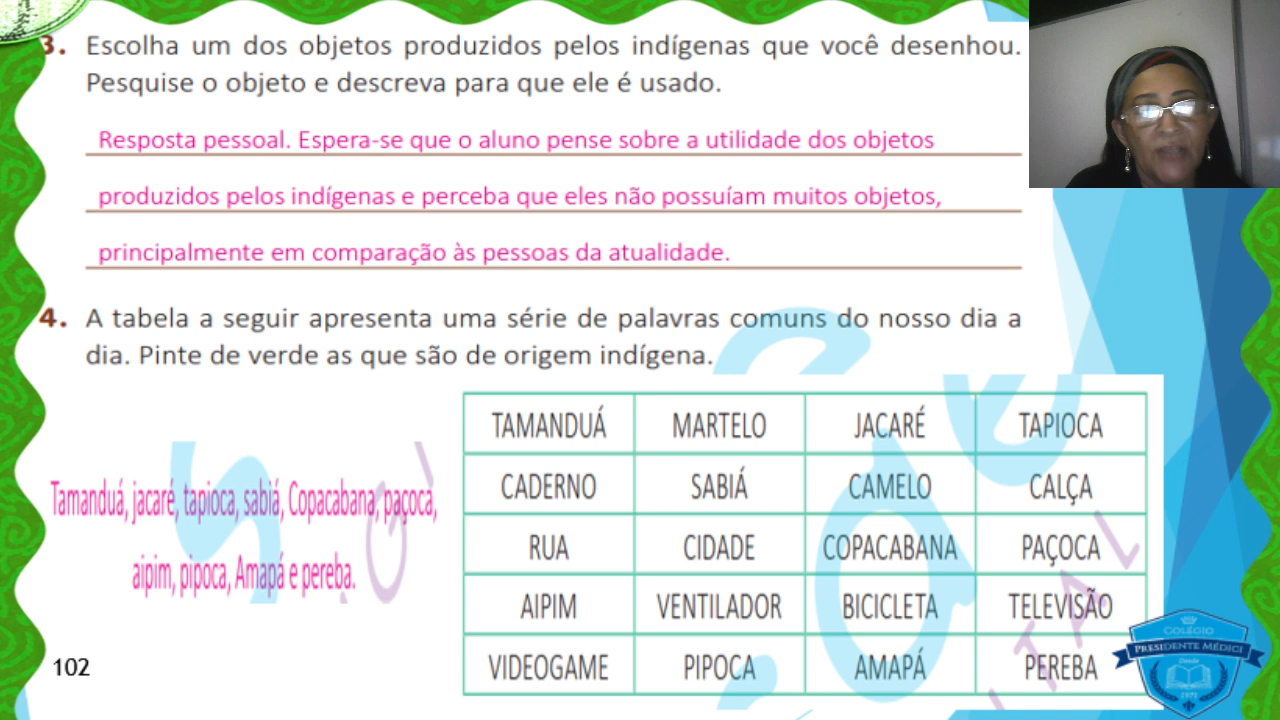 3. Escolha um dos objetos produzidos pelos indígenas que você desenhou.
Pesquise o objeto e descreva para que ele é usado.
Resposta pessoal. Espera-se que o aluno pense sobre a utilidade dos objetos
produzidos pelos indígenas e perceba que eles não possuíam muitos objetos,
principalmente em comparação às pessoas da atualidade.
4. A tabela a seguir apresenta uma série de palavras comuns do nosso dia a
dia. Pinte de verde as que são de origem indígena.
Tamanduá, jacaré, tapioca, sabiá, Copacabana, paçoca,
aipim, pipoca, Amapá e pereba.
TAMANDUÁ MARTELO JACARÉ TAPIOCA
CADERNO SABIÁ CAMELO CALÇA
RUA CIDADE COPACABANA PAÇOCA
AIPIM VENTILADOR BICICLETA TELEVISÃO
VIDEOGAME PIPOCA AMAPÁ PEREBA
102
COLÉGIO
PRESIDENTE MÉDICI
Desde
1971